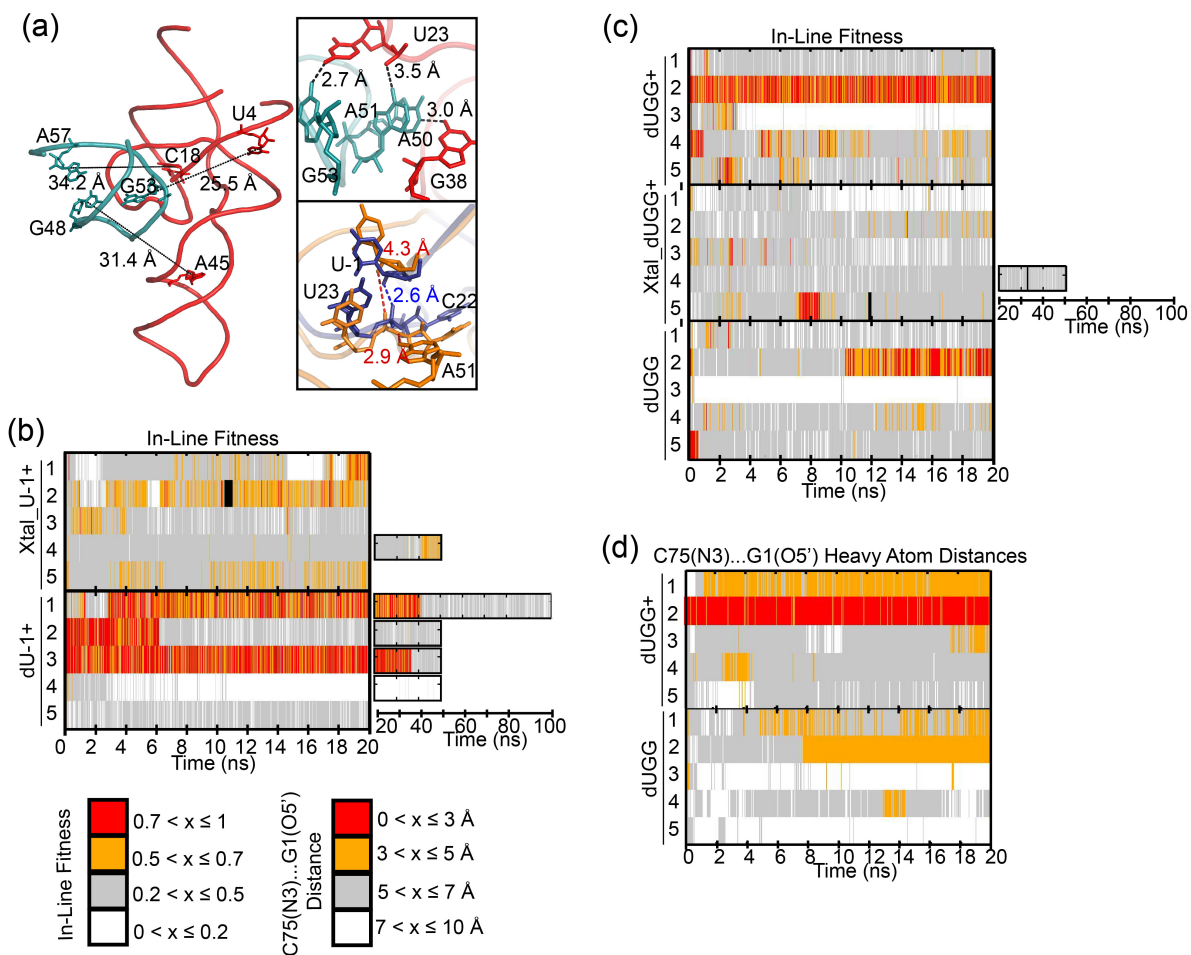 (a)
U4
A57
C18
34.2 Å
G53
25.5 Å
G48
31.4 Å
A45
U23
2.7 Å
3.5 Å
A51
3.0 Å
A50
G53
G38
4.3 Å
U-1
U23
2.6 Å
C22
2.9 Å
A51
(b)
In-Line Fitness
Xtal_U-1+
1
2
3
4
5
dU-1+
1
2
3
4
5
0 2 4 6 8 10 12 14 16 18 20
Time (ns)
20 40 60 80 100
Time (ns)
In-Line Fitness
0.7 < x ≤ 1
0.5 < x ≤ 0.7
0.2 < x ≤ 0.5
0 < x ≤ 0.2
C75(N3)...G1(O5')
Distance
0 < x ≤ 3 Å
3 < x ≤ 5 Å
5 < x ≤ 7 Å
7 < x ≤ 10 Å
(c)
In-Line Fitness
dUGG+
1
2
3
4
5
Xtal_dUGG+
1
2
3
4
5
dUGG
1
2
3
4
5
0 2 4 6 8 10 12 14 16 18 20
Time (ns)
20 40 60 80 100
Time (ns)
(d)
C75(N3)...G1(O5') Heavy Atom Distances
dUGG+
1
2
3
4
5
dUGG
1
2
3
4
5
0 2 4 6 8 10 12 14 16 18 20
Time (ns)